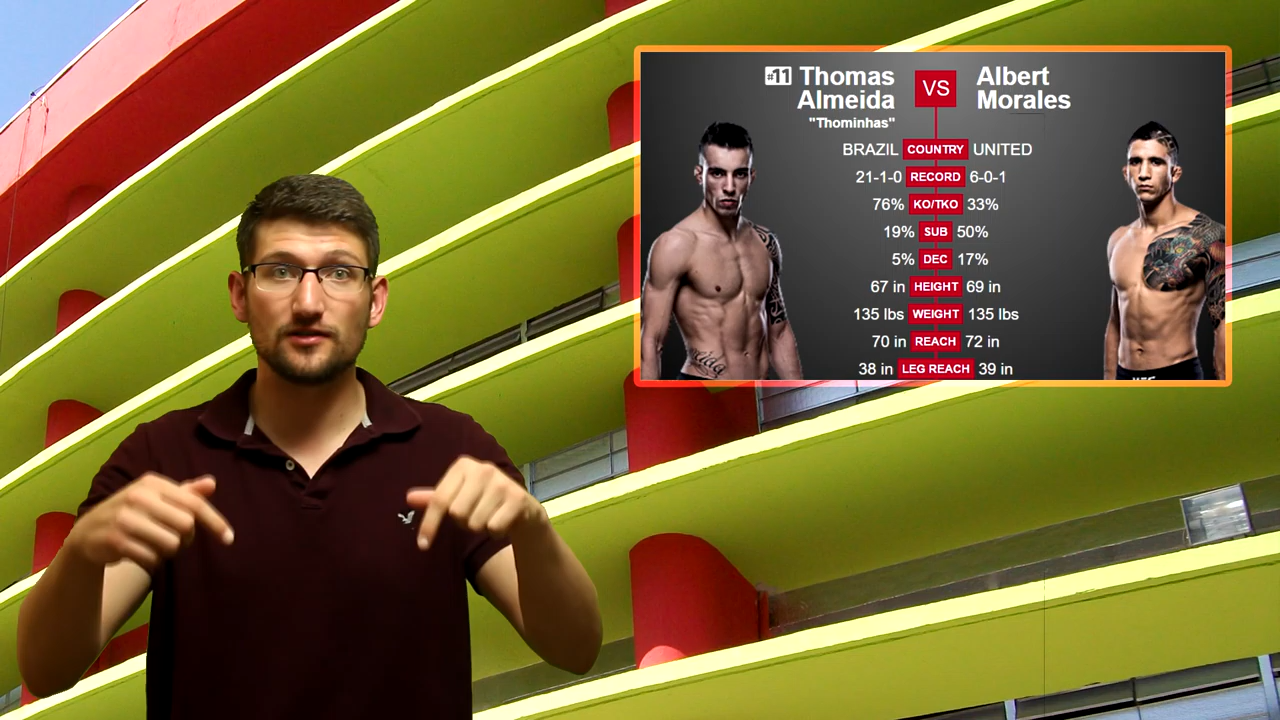 #11 Thomas Almeida
"Thominhas"
VS
Albert Morales
BRAZIL COUNTRY UNITED
21-1-0 RECORD 6-0-1
76% KO/TKO 33%
19% SUB 50%
5% DEC 17%
67 in HEIGHT 69 in
135 lbs WEIGHT 135 lbs
70 in REACH 72 in
38 in LEG REACH 39 in